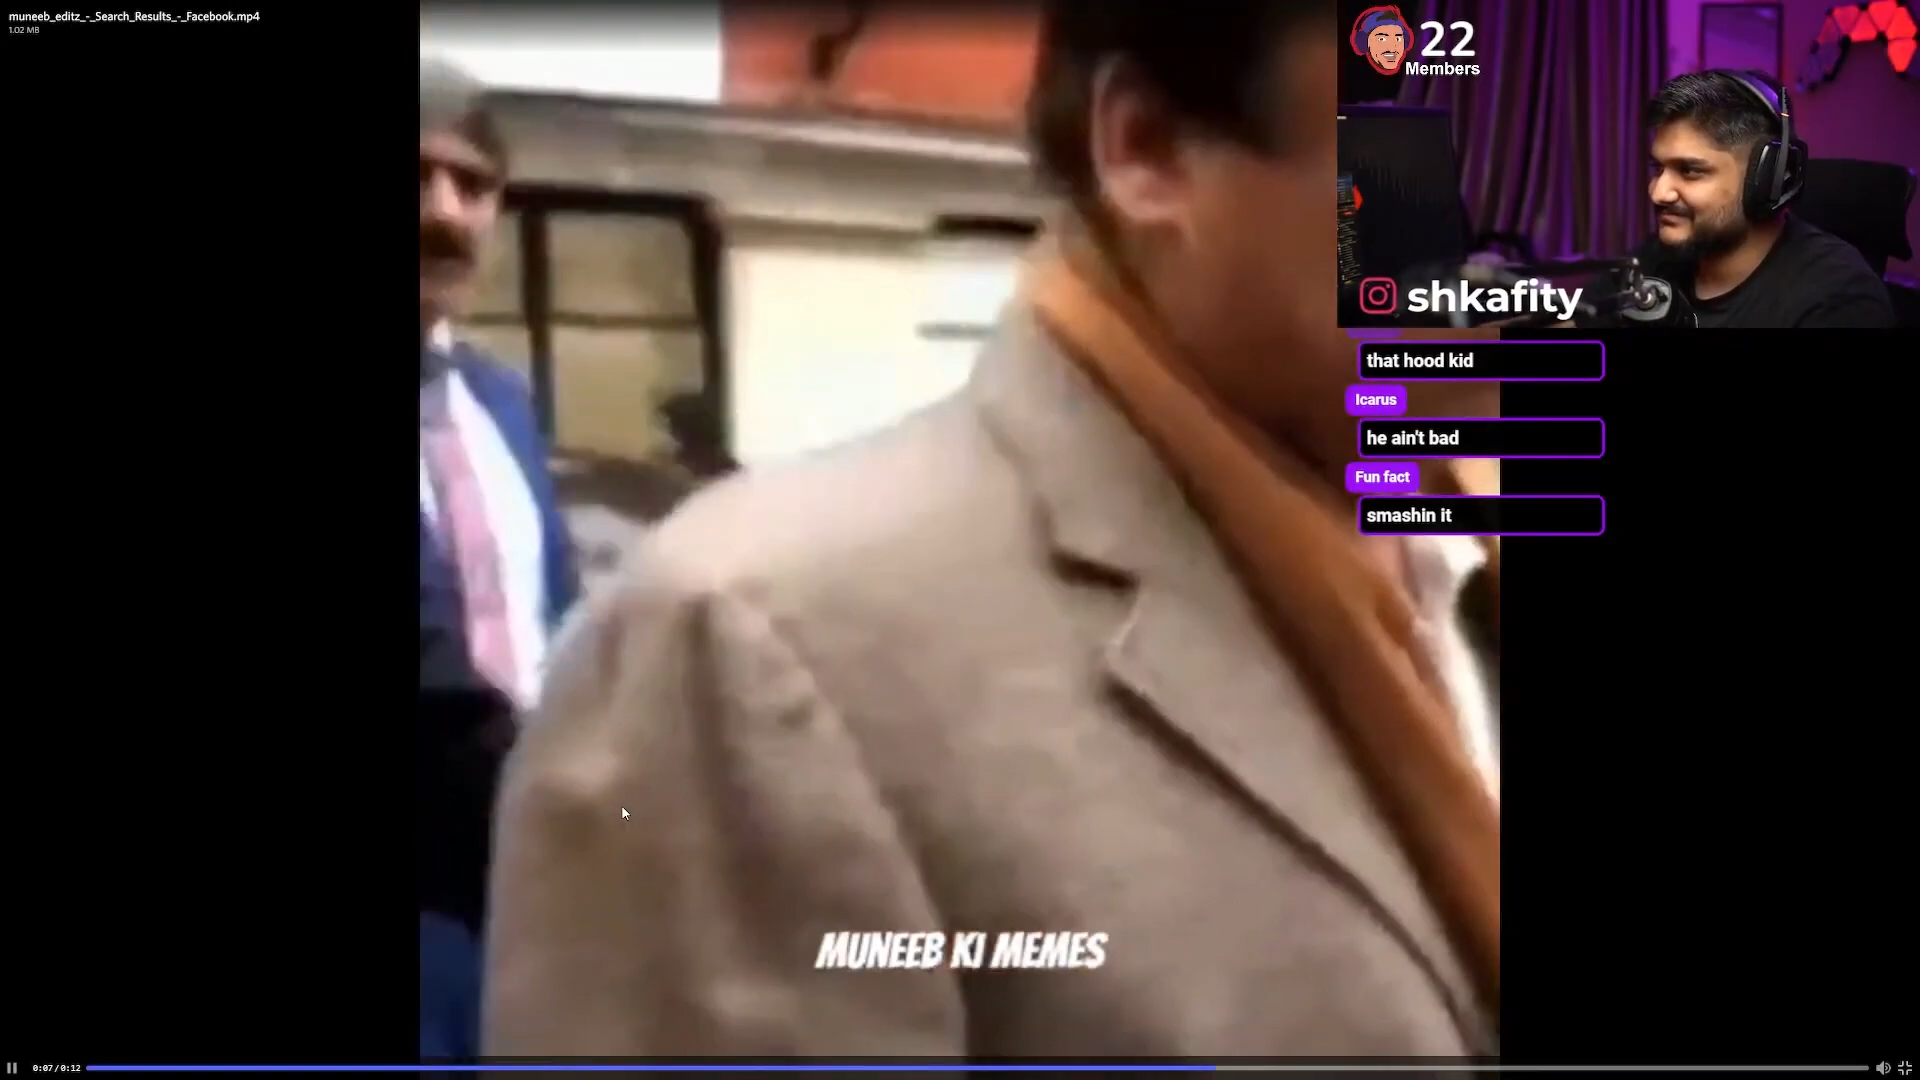 muneeb_editz_-_Search_Results_-_Facebook.mp4
1.02 MB
22
Members
shkafity
that hood kid
Icarus
he ain't bad
Fun fact
smashin it
MUNEEB KI MEMES
0:07/0:12